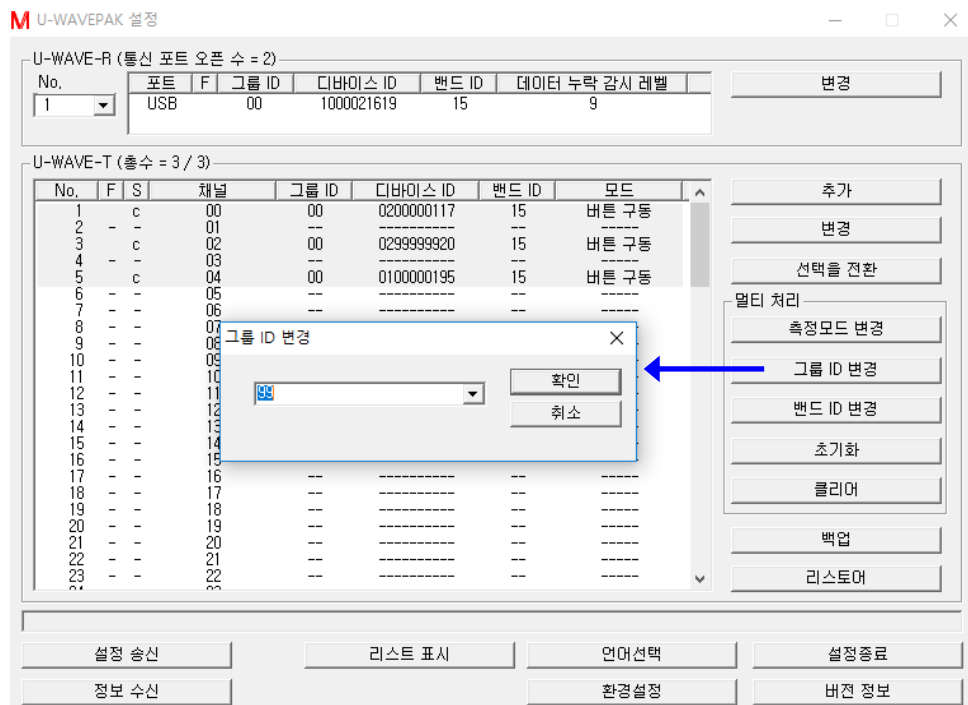 U-WAVEPAK 설정
U-WAVE-R (통신 포트 오픈 수 = 2)
No. 포트 F 그룹 ID 디바이스 ID 밴드 ID 데이터 누락 감시 레벨 변경
1 USB 00 1000021619 15 9
U-WAVE-T (총수 = 3 / 3)
No. F S 채널 그룹 ID 디바이스 ID 밴드 ID 모드
1 c 00 00 0200000117 15 버튼 구동
2 - - 01 -- ---------- -- -----
3 c 02 00 0299999920 15 버튼 구동
4 - - 03 -- ---------- -- -----
5 c 04 00 0100000195 15 버튼 구동
6 - - 05 -- ---------- -- -----
7 - - 06 -- ---------- -- -----
8 - - 07
9 - - 08
10 - - 09
11 - - 10
12 - - 11
13 - - 12
14 - - 13
15 - - 14
16 - - 15
17 - - 16 -- ---------- -- -----
18 - - 17 -- ---------- -- -----
19 - - 18 -- ---------- -- -----
20 - - 19 -- ---------- -- -----
21 - - 20 -- ---------- -- -----
22 - - 21 -- ---------- -- -----
23 - - 22 -- ---------- -- -----
그룹 ID 변경
99
확인
취소
추가
변경
선택을 전환
멀티 처리
측정모드 변경
그룹 ID 변경
밴드 ID 변경
초기화
클리어
백업
리스토어
설정 송신 리스트 표시 언어선택 설정종료
정보 수신 환경설정 버전 정보